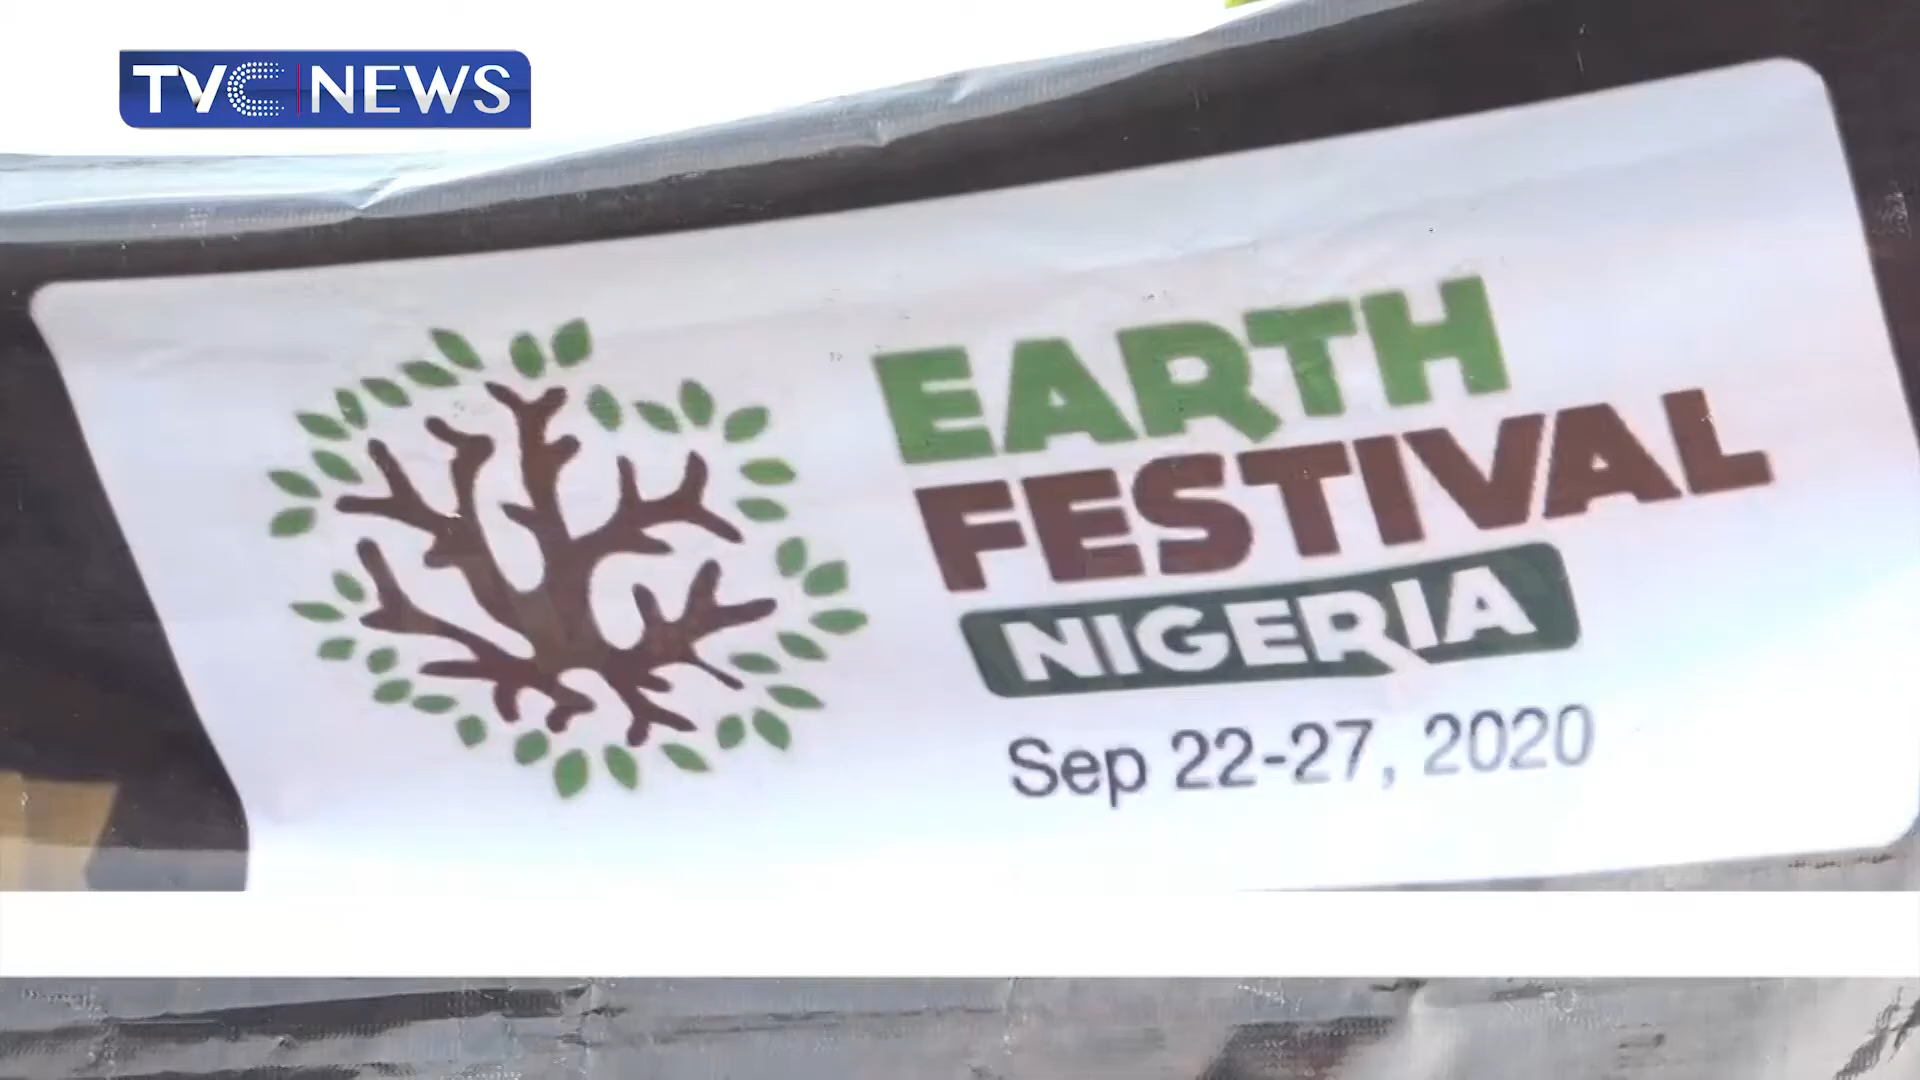 TVC NEWS
EARTH
FESTIVAL
NIGERIA
Sep 22-27, 2020